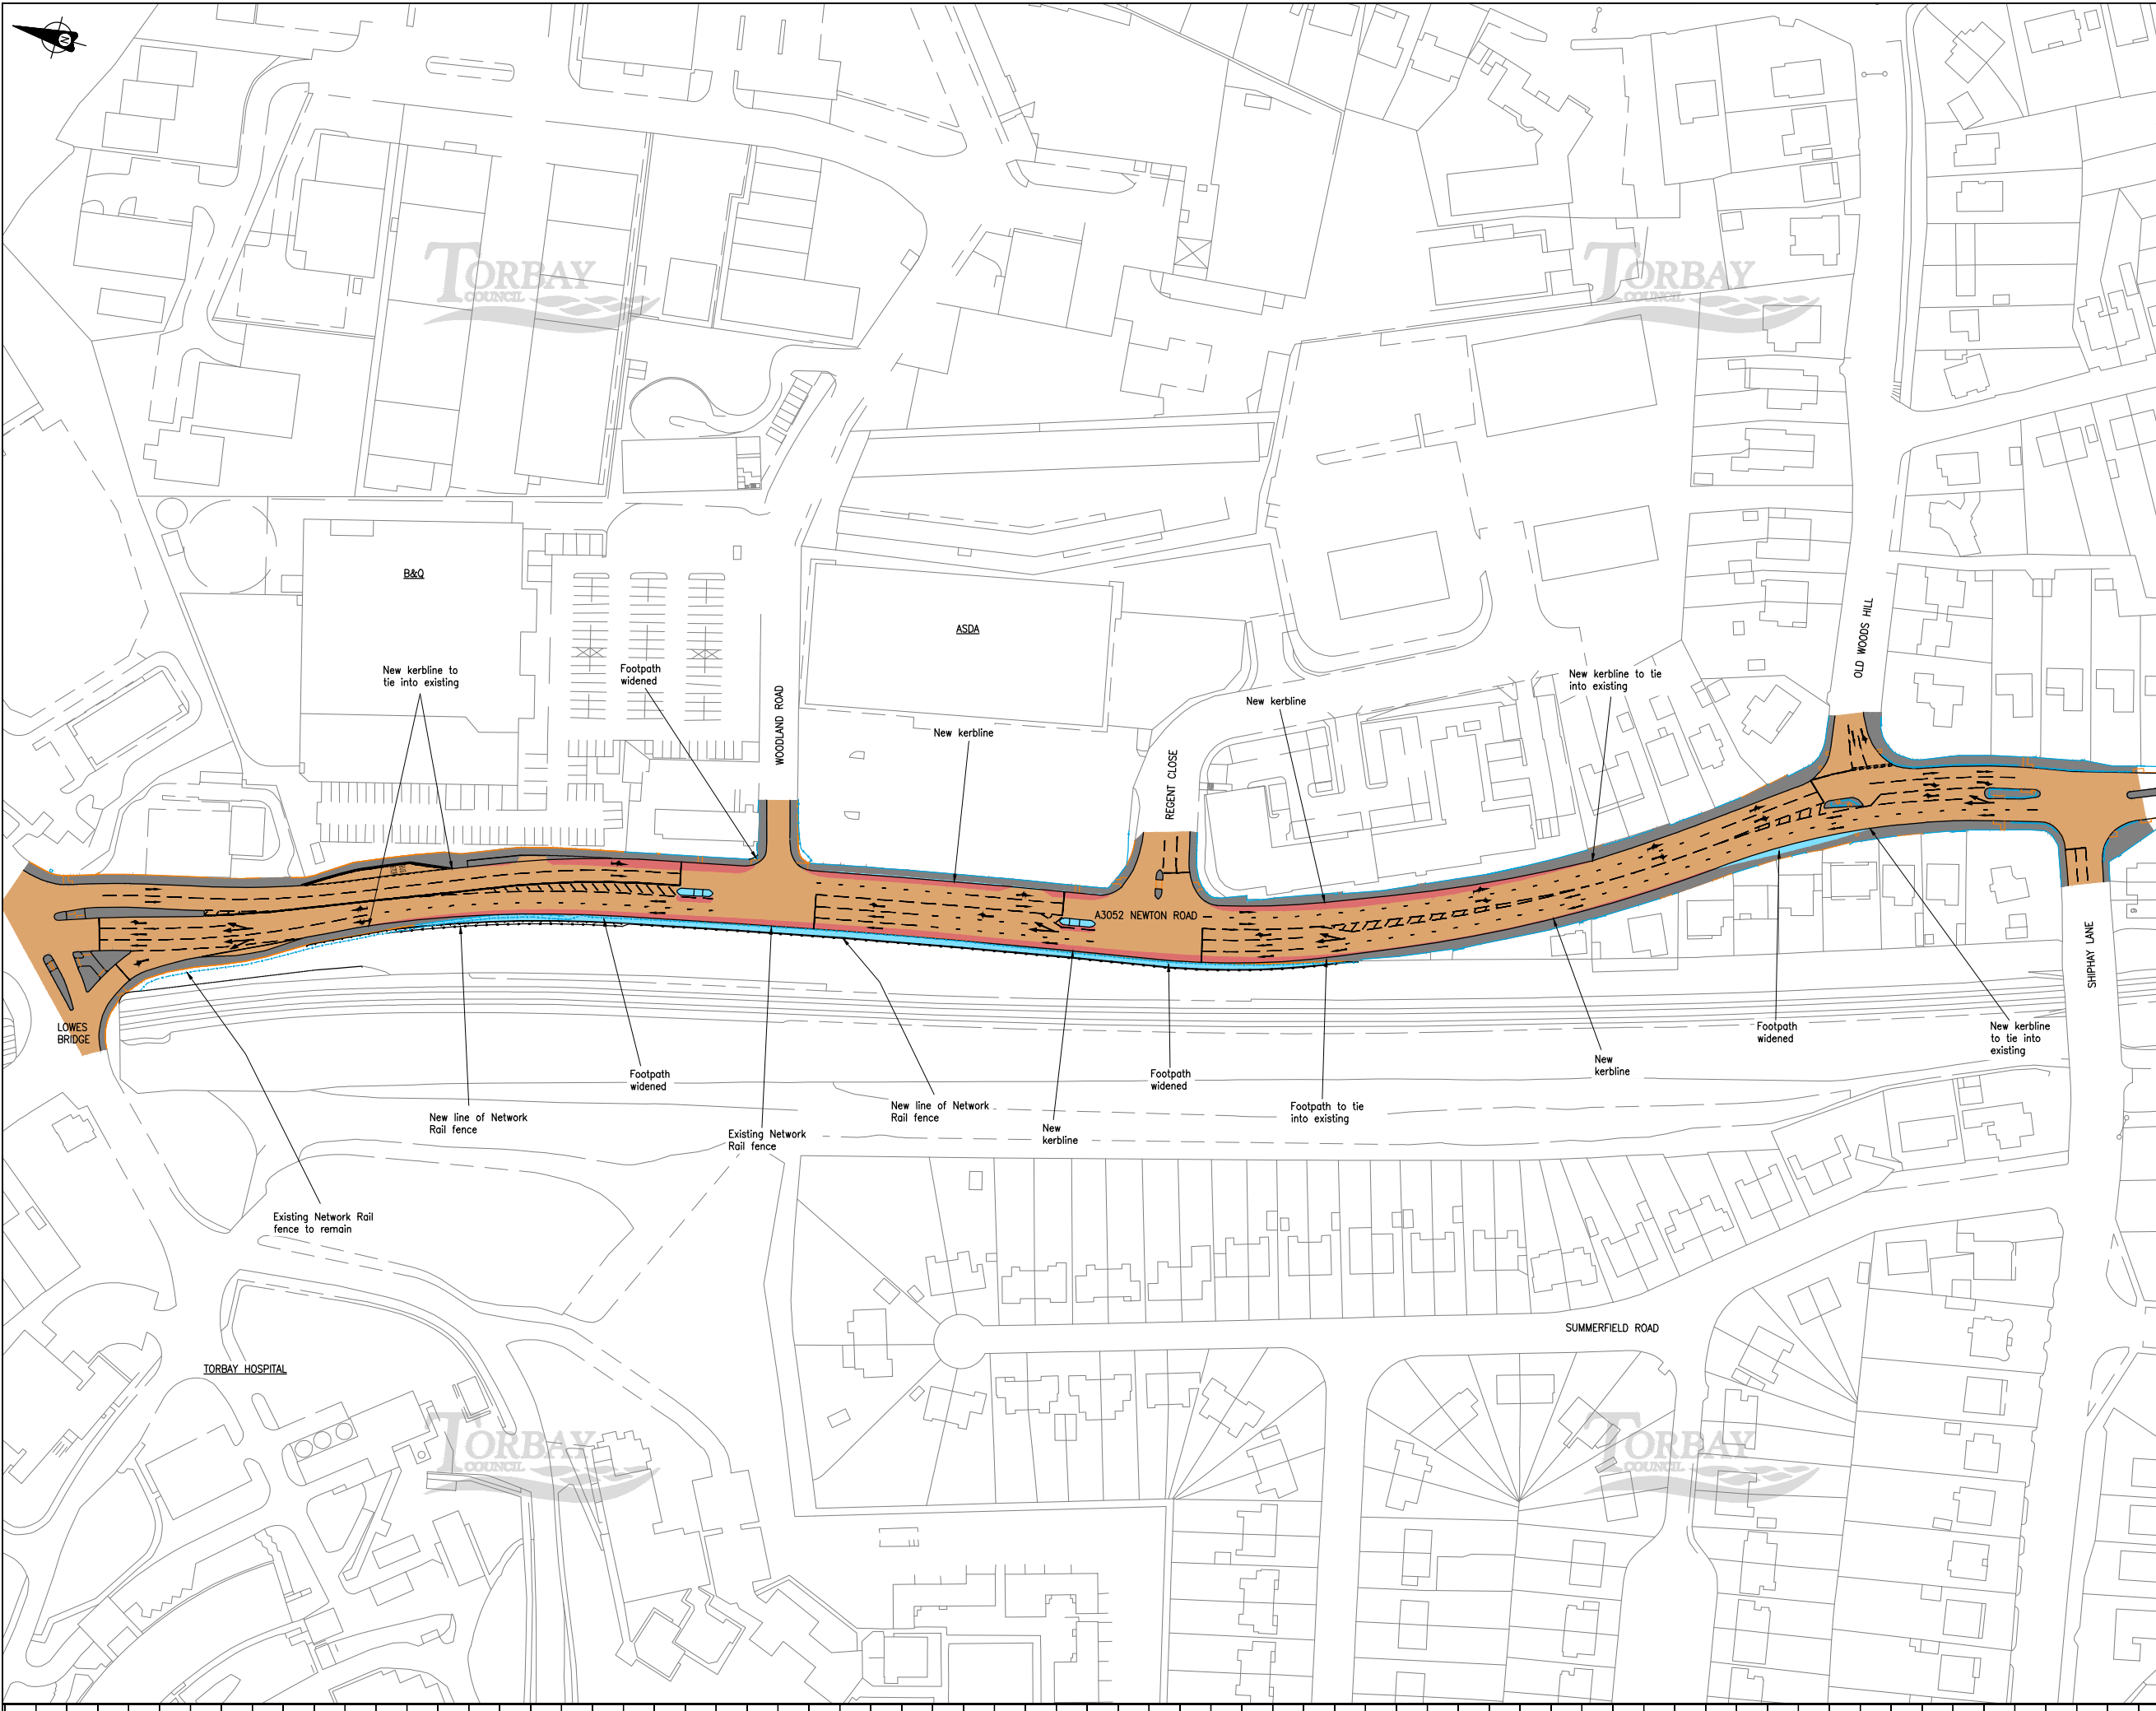 N
TORBAY
COUNCIL
TORBAY
COUNCIL
B&Q
ASDA
OLD WOODS HILL
New kerbline to
tie into existing
Footpath
widened
WOODLAND ROAD
New kerbline
REGENT CLOSE
New kerbline
New kerbline to tie
into existing
A3052 NEWTON ROAD
SHIPHAY LANE
LOWES
BRIDGE
New line of Network
Rail fence
Footpath
widened
Existing Network
Rail fence
New line of Network
Rail fence
New
kerbline
Footpath
widened
Footpath to tie
into existing
New
kerbline
Footpath
widened
New kerbline
to tie into
existing
Existing Network Rail
fence to remain
SUMMERFIELD ROAD
TORBAY HOSPITAL
TORBAY
COUNCIL
TORBAY
COUNCIL